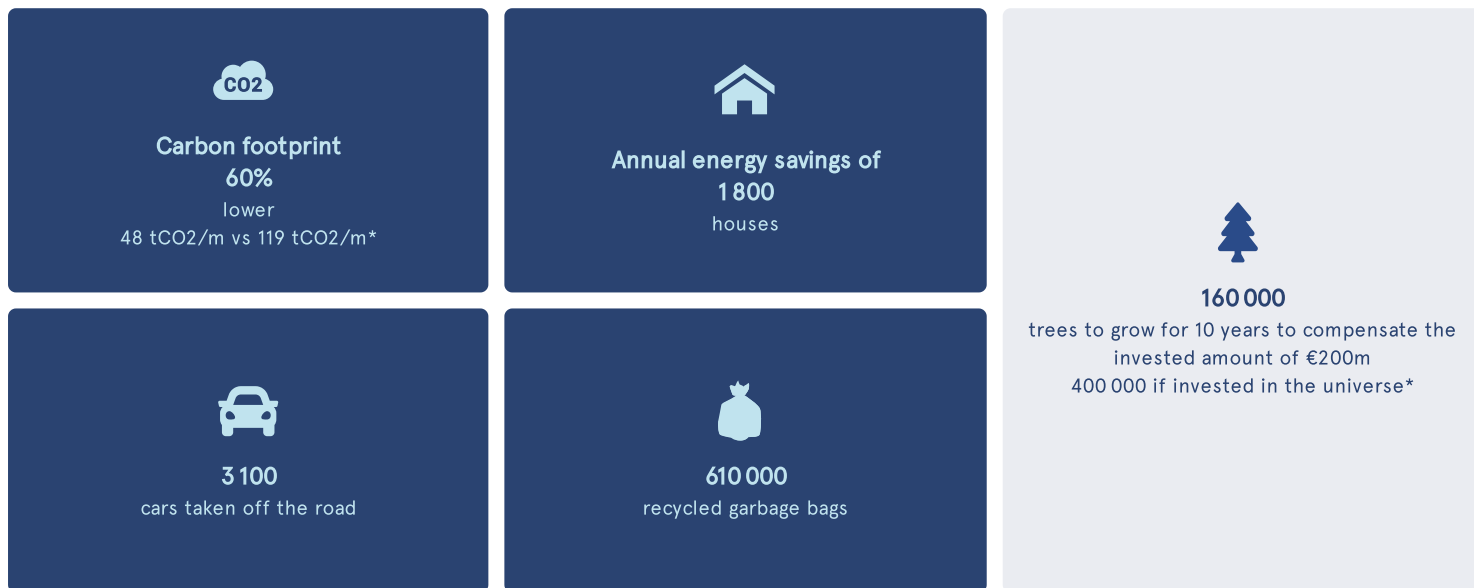 CO2
Carbon footprint
60%
lower
48 tCO2/m vs 119 tCO2/m*
Annual energy savings of
1 800
houses
3 100
cars taken off the road
610 000
recycled garbage bags
160 000
trees to grow for 10 years to compensate the
invested amount of €200m
400 000 if invested in the universe*